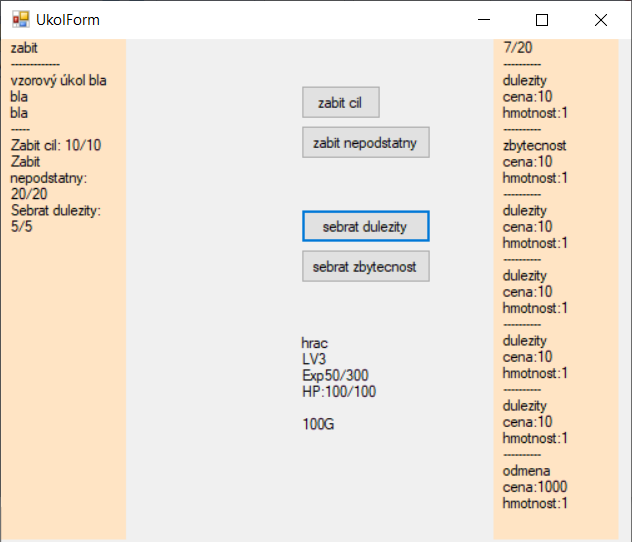 UkolForm
zabit
-------------
vzorový úkol bla
bla
bla
-----
Zabit cil: 10/10
Zabit
nepodstatny:
20/20
Sebrat dulezity:
5/5
zabit cil
zabit nepodstatny
sebrat dulezity
sebrat zbytecnost
hrac
LV3
Exp50/300
HP:100/100
100G
7/20
----------
dulezity
cena:10
hmotnost:1
----------
zbytecnost
cena:10
hmotnost:1
----------
dulezity
cena:10
hmotnost:1
----------
dulezity
cena:10
hmotnost:1
----------
dulezity
cena:10
hmotnost:1
----------
dulezity
cena:10
hmotnost:1
----------
odmena
cena:1000
hmotnost:1